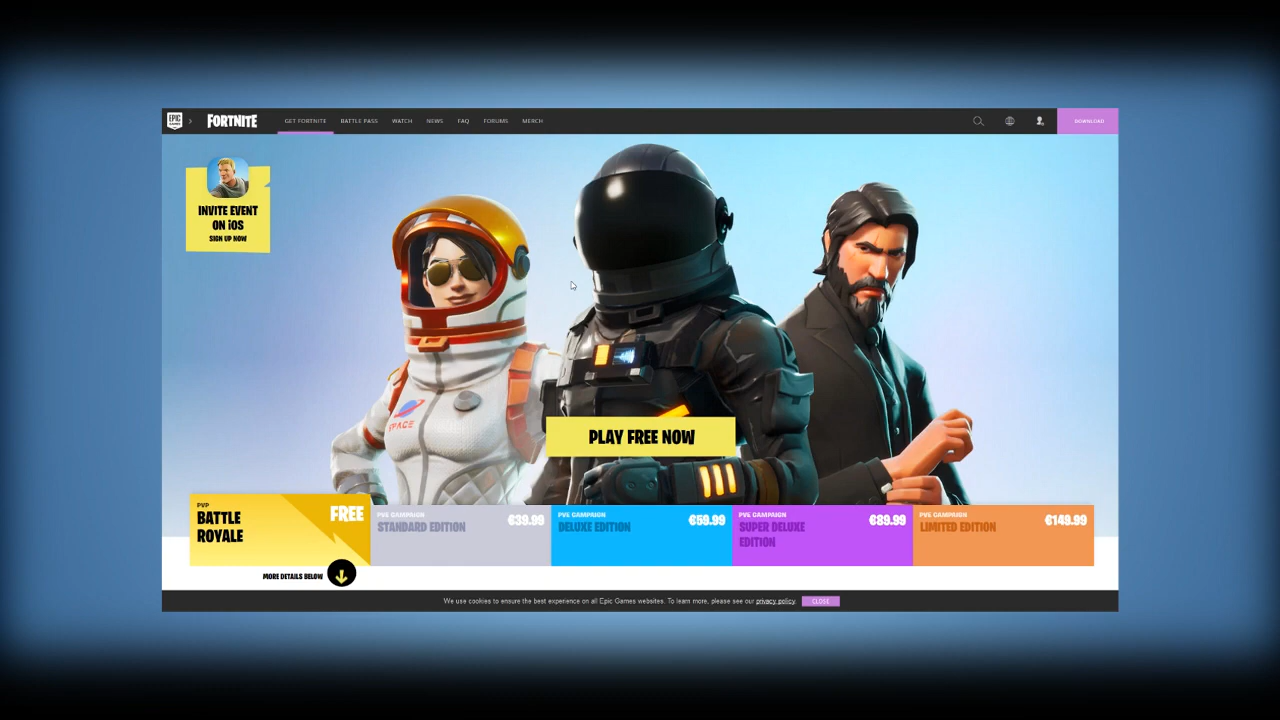 EPIC GAMES
FORTNITE
GET FORTNITE BATTLE PASS WATCH NEWS FAQ FORUMS MERCH
DOWNLOAD
INVITE EVENT
ON iOS
SIGN UP NOW
SPACE
PLAY FREE NOW
PVP
BATTLE
ROYALE
FREE
PVE CAMPAIGN
STANDARD EDITION
€39.99
PVE CAMPAIGN
DELUXE EDITION
€59.99
PVE CAMPAIGN
SUPER DELUXE
EDITION
€89.99
PVE CAMPAIGN
LIMITED EDITION
€149.99
MORE DETAILS BELOW
We use cookies to ensure the best experience on all Epic Games websites. To learn more, please see our privacy policy. CLOSE